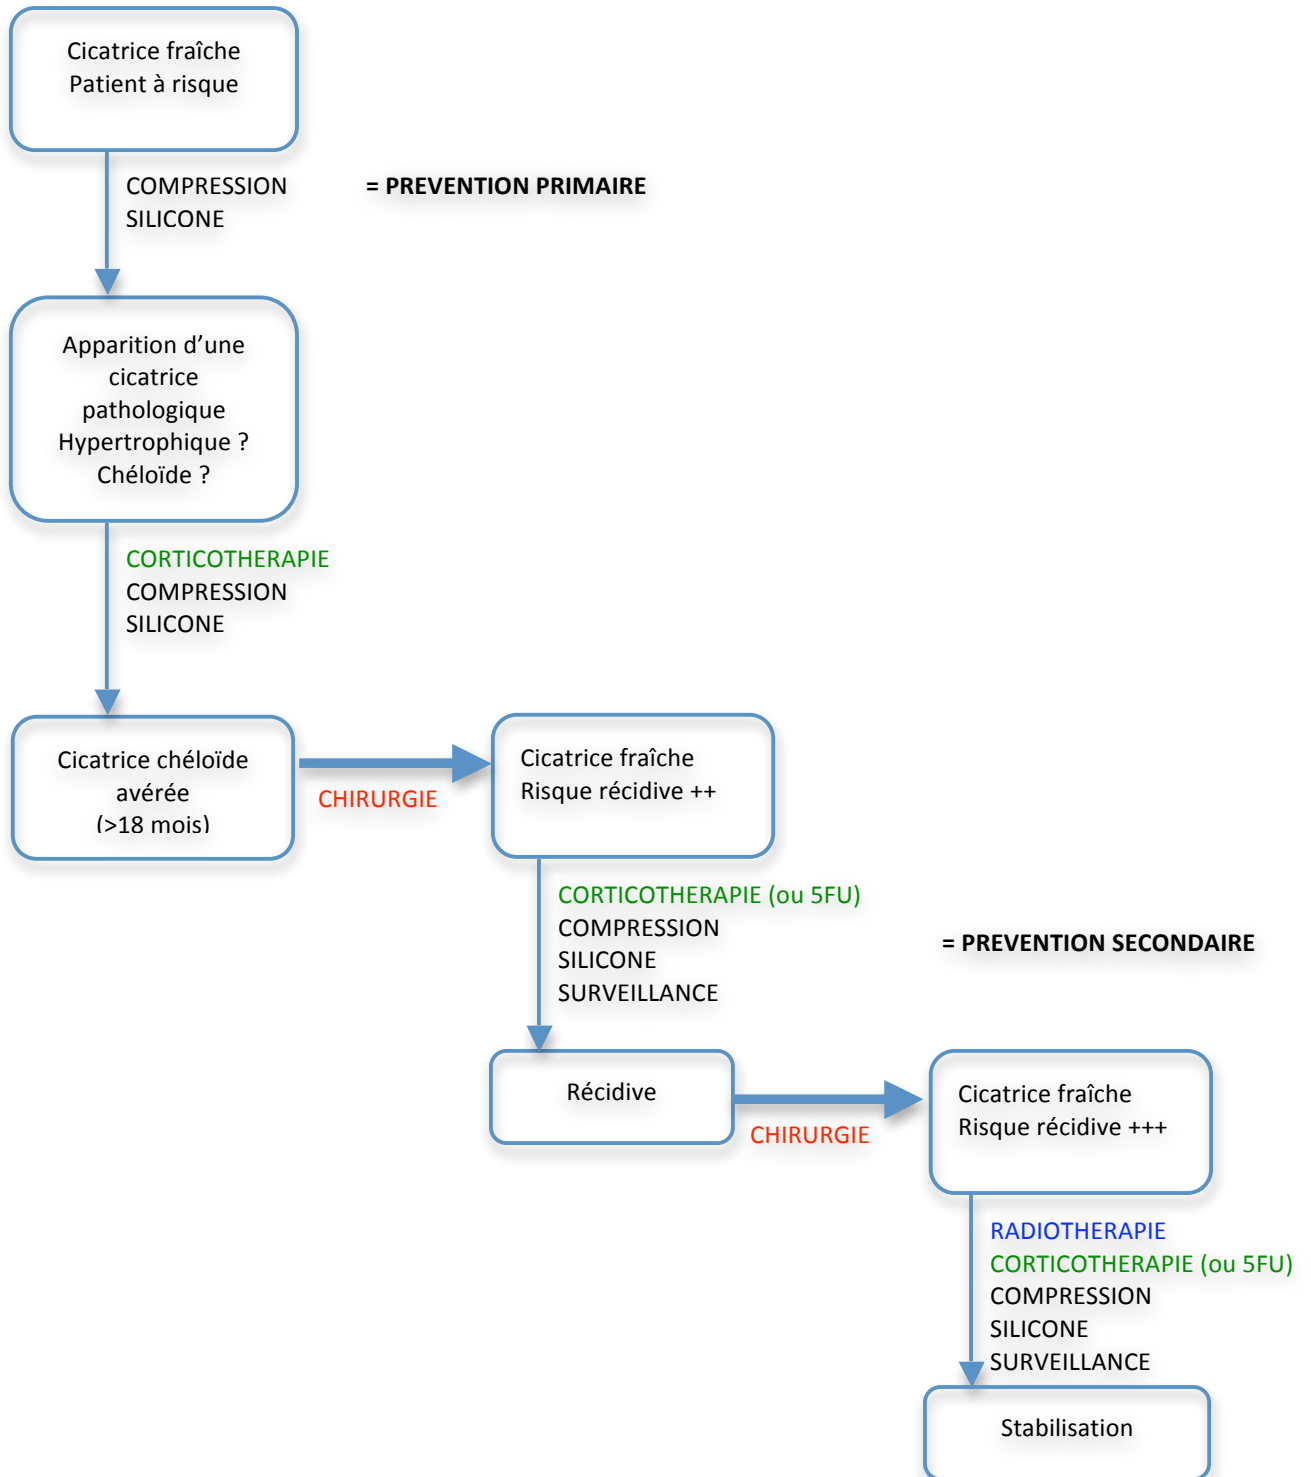 Cicatrice fraîche
Patient à risque
COMPRESSION
SILICONE
= PREVENTION PRIMAIRE
Apparition d’une
cicatrice
pathologique
Hypertrophique ?
Chéloïde ?
CORTICOTHERAPIE
COMPRESSION
SILICONE
Cicatrice chéloïde
avérée
(>18 mois)
CHIRURGIE
Cicatrice fraîche
Risque récidive ++
CORTICOTHERAPIE (ou 5FU)
COMPRESSION
SILICONE
SURVEILLANCE
= PREVENTION SECONDAIRE
Récidive
CHIRURGIE
Cicatrice fraîche
Risque récidive +++
RADIOTHERAPIE
CORTICOTHERAPIE (ou 5FU)
COMPRESSION
SILICONE
SURVEILLANCE
Stabilisation